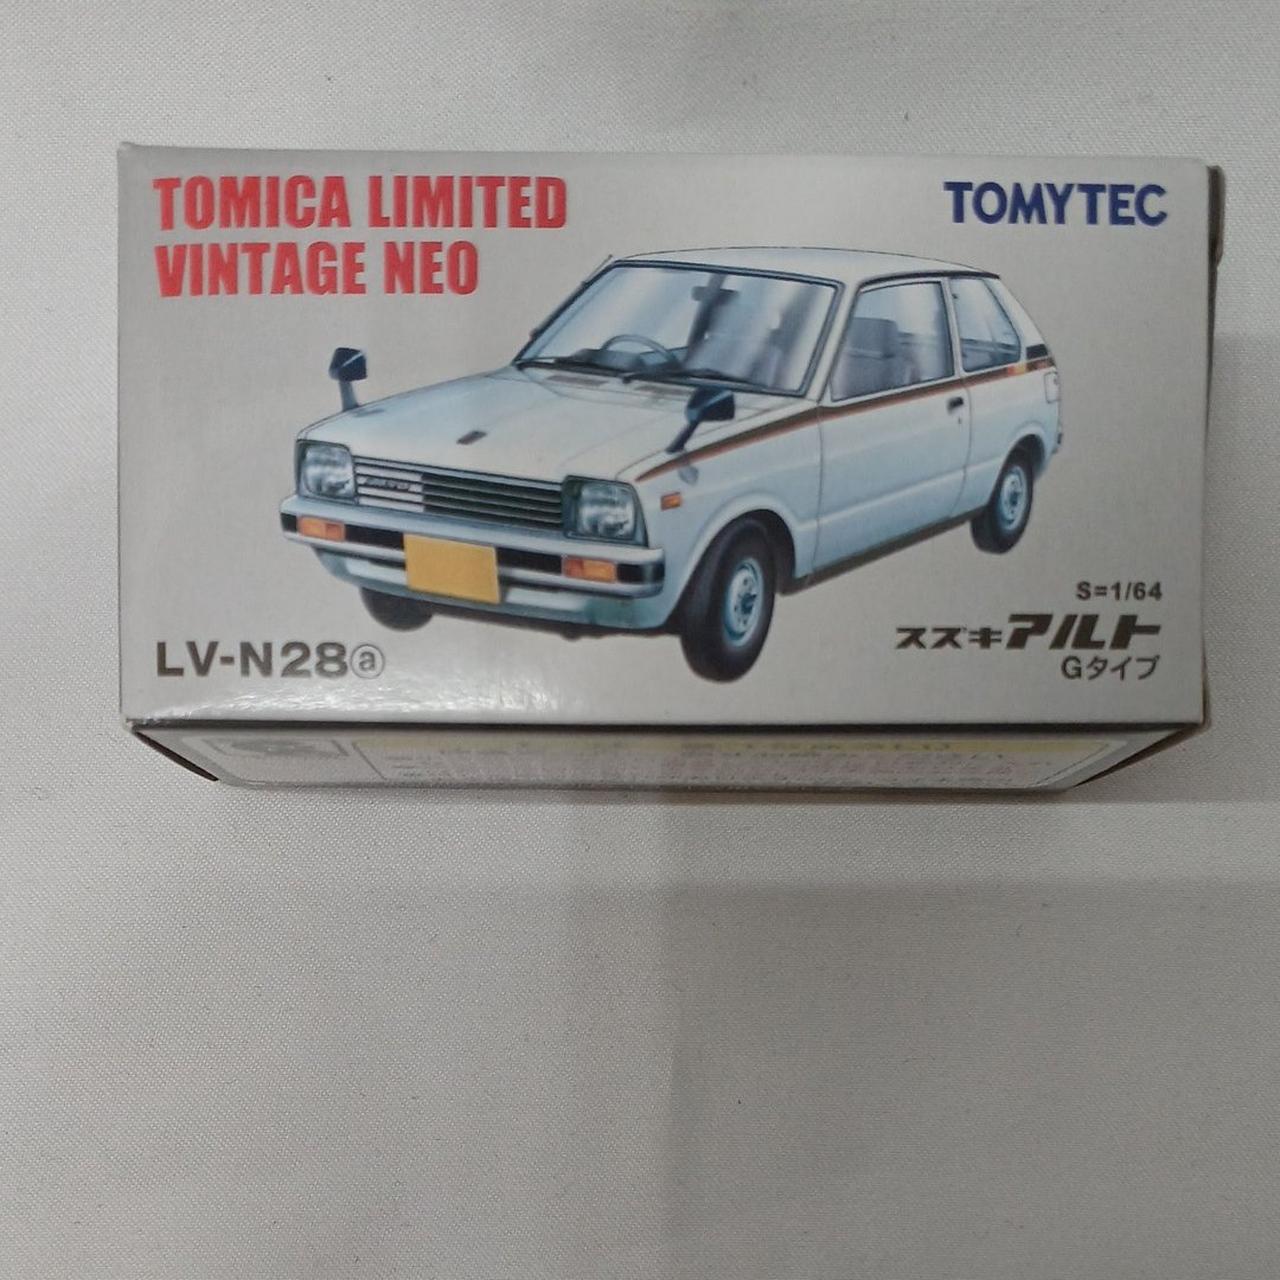 TOMICA LIMITED
VINTAGE NEO
TOMYTEC
S=1/64
スズキアルト
Gタイプ
LV-N28ⓐ